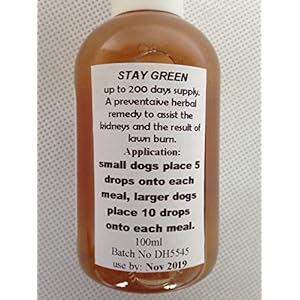 STAY GREEN
up to 200 days supply.
A preventaive herbal
remedy to assist the
kidneys and the result of
lawn burn.
Application:
small dogs place 5
drops onto each
meal, larger dogs
place 10 drops
onto each meal.
100ml
Batch No DH5545
use by: Nov 2019